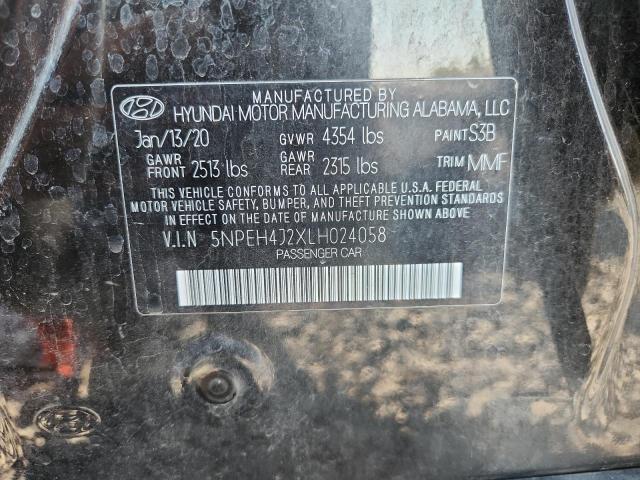 MANUFACTURED BY
HYUNDAI MOTOR MANUFACTURING ALABAMA, LLC
Jan/13/20 GVWR 4354 lbs PAINT S3B
GAWR FRONT 2513 lbs GAWR REAR 2315 lbs TRIM MMF
THIS VEHICLE CONFORMS TO ALL APPLICABLE U.S.A. FEDERAL
MOTOR VEHICLE SAFETY, BUMPER, AND THEFT PREVENTION STANDARDS
IN EFFECT ON THE DATE OF MANUFACTURE SHOWN ABOVE
V.I.N 5NPEH4J2XLH024058
PASSENGER CAR